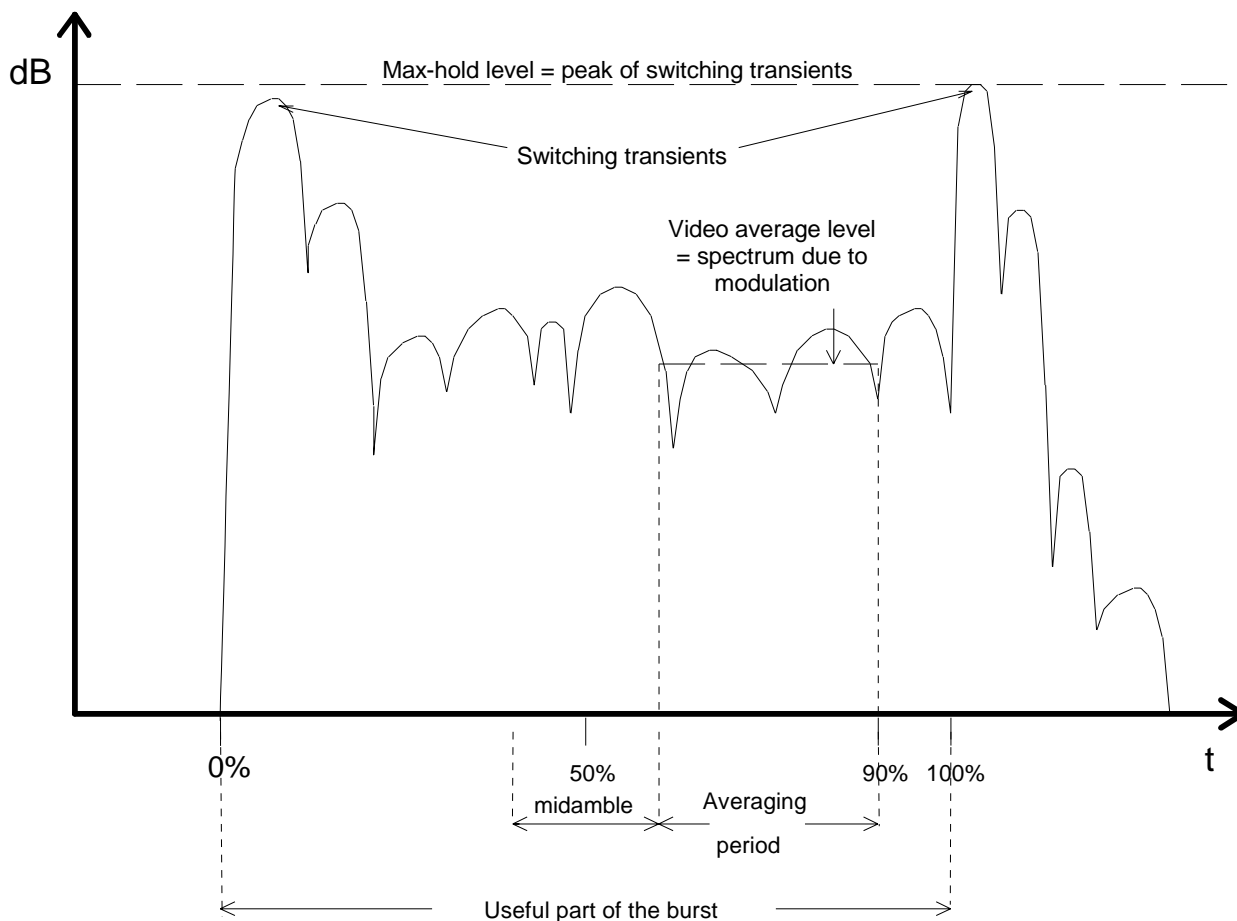 dB
Max-hold level = peak of switching transients
Switching transients
Video average level
= spectrum due to
modulation
t
0%
50%
90%
100%
midamble
Averaging
period
Useful part of the burst